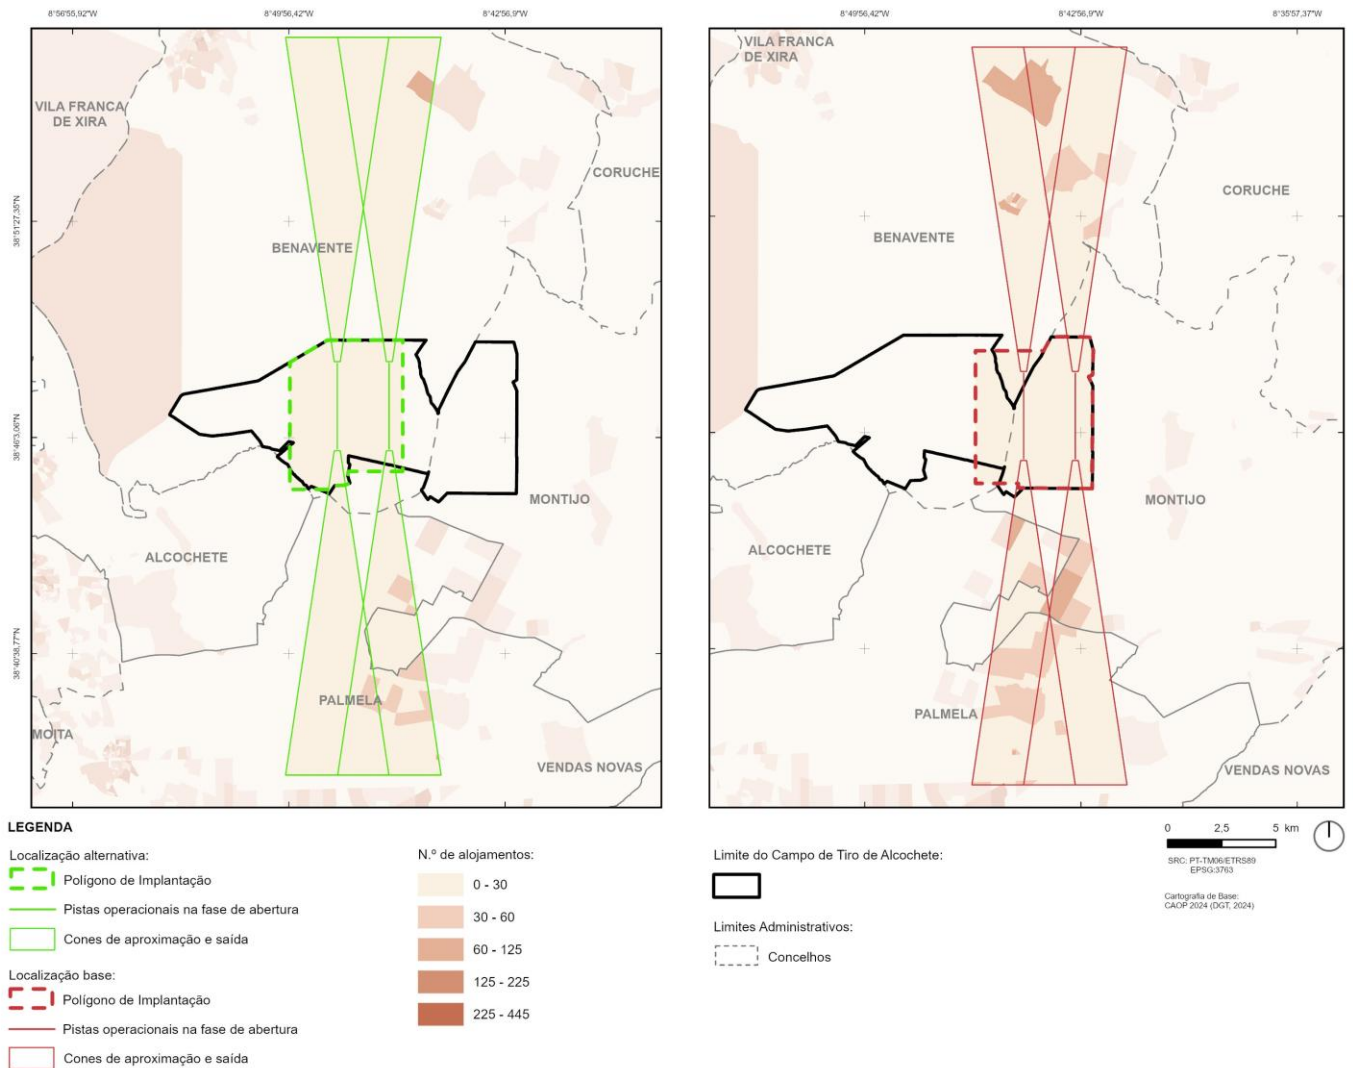 8°56'55,92"W
8°49'56,42"W
8°42'56,9"W
38°51'27,35"N
38°40'38,77"N
VILA FRANCA
DE XIRA
CORUCHE
BENAVENTE
MONTIJO
ALCOCHETE
PALMELA
MOITA
VENDAS NOVAS
8°49'56,42"W
8°42'56,9"W
8°35'57,37"W
VILA FRANCA
DE XIRA
CORUCHE
BENAVENTE
MONTIJO
ALCOCHETE
PALMELA
VENDAS NOVAS
LEGENDA
Localização alternativa:
Polígono de Implantação
Pistas operacionais na fase de abertura
Cones de aproximação e saída
Localização base:
Polígono de Implantação
Pistas operacionais na fase de abertura
Cones de aproximação e saída
N.º de alojamentos:
0 - 30
30 - 60
60 - 125
125 - 225
225 - 445
Limite do Campo de Tiro de Alcochete:
Limites Administrativos:
Concelhos
0 2,5 5 km
SRC: PT-TM06/ETRS89
EPSG:3763
Cartografia de Base:
CAOP 2024 (DGT, 2024)